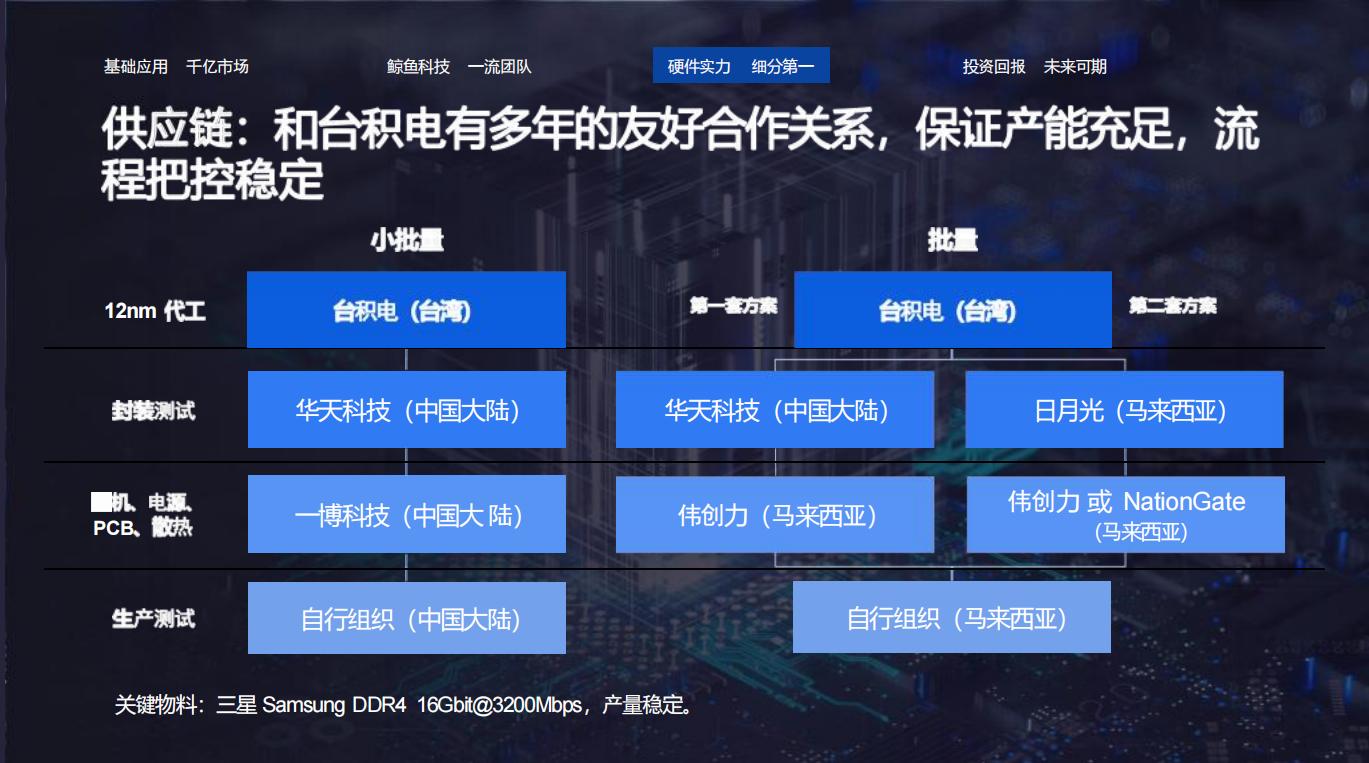 基础应用 千亿市场
鲸鱼科技 一流团队
硬件实力 细分第一
投资回报 未来可期
供应链：和台积电有多年的友好合作关系，保证产能充足，流
程把控稳定
小批量
批量
12nm 代工
台积电（台湾）
第一套方案
台积电（台湾）
第二套方案
封装测试
华天科技（中国大陆）
华天科技（中国大陆）
日月光（马来西亚）
机、电源、
PCB、散热
一博科技（中国大 陆）
伟创力（马来西亚）
伟创力 或 NationGate
（马来西亚）
生产测试
自行组织（中国大陆）
自行组织（马来西亚）
关键物料：三星 Samsung DDR4 16Gbit@3200Mbps，产量稳定。